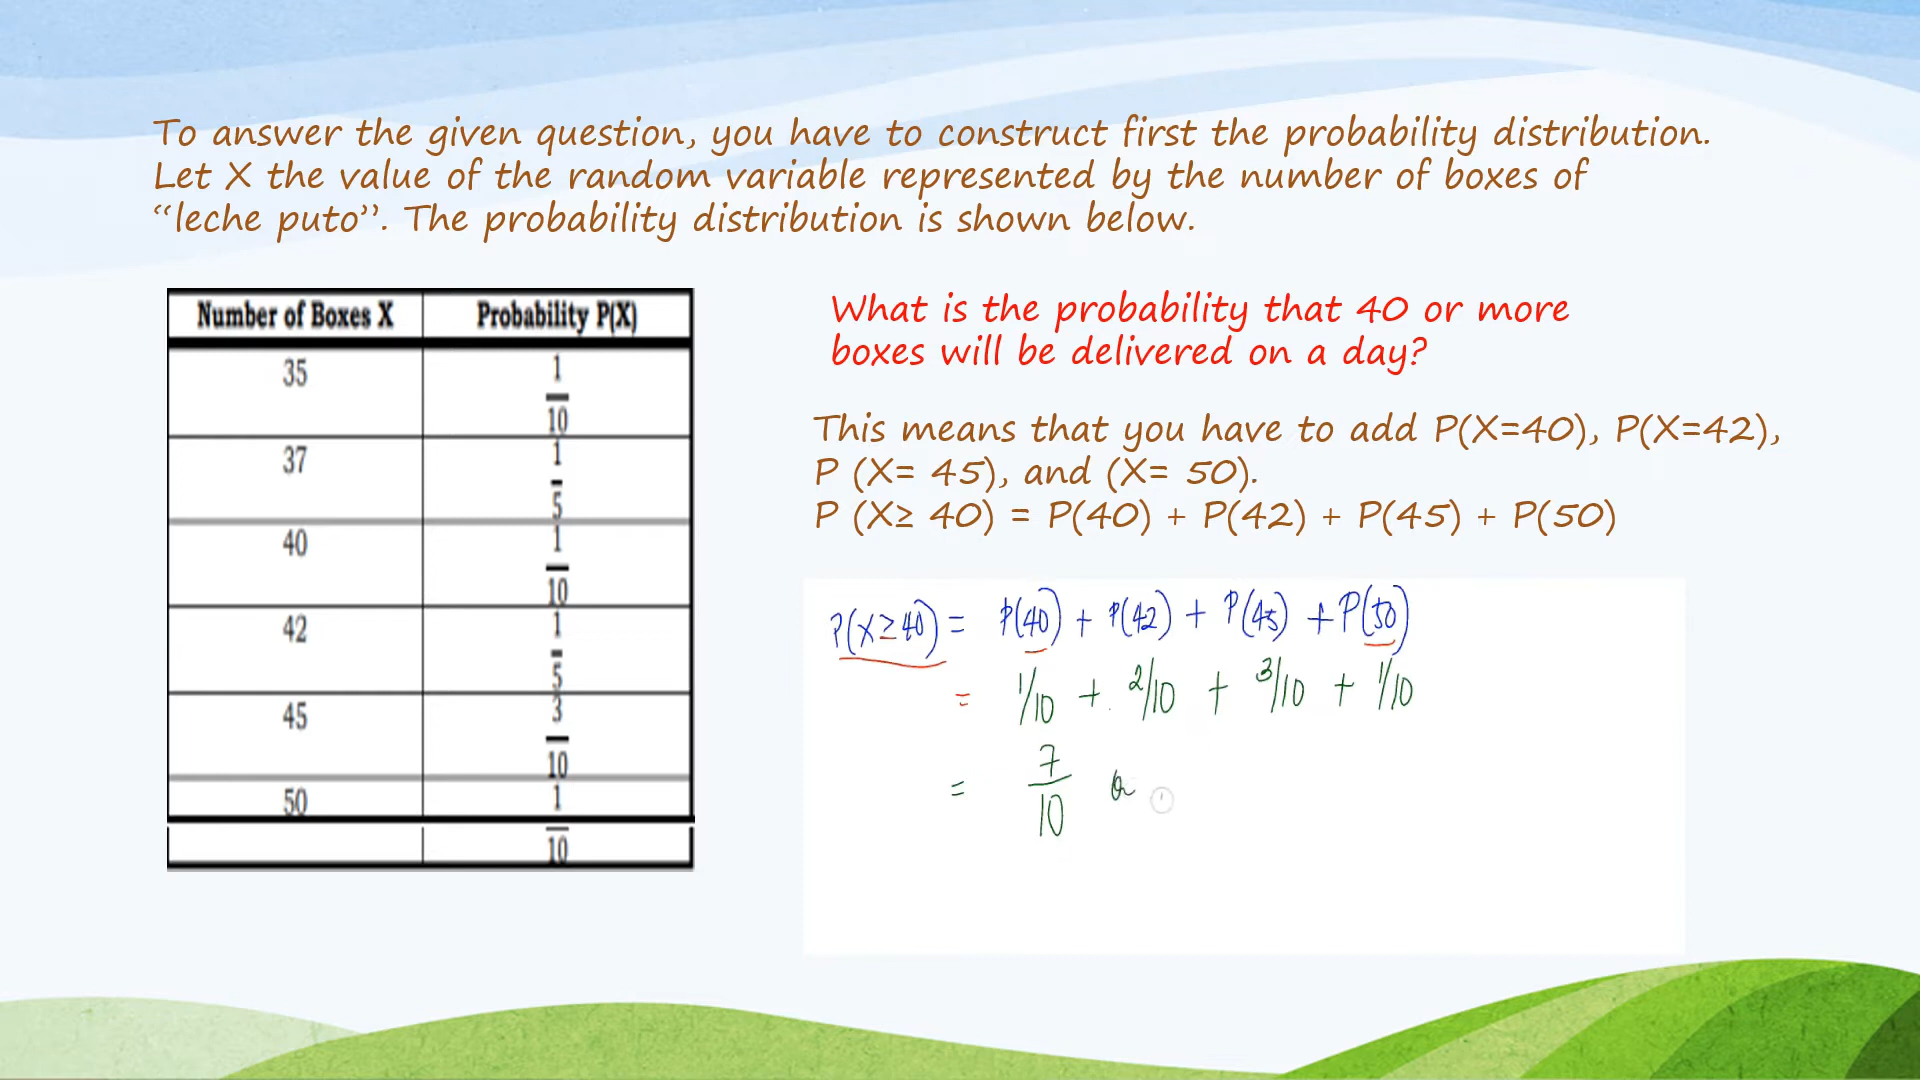 To answer the given question, you have to construct first the probability distribution.
Let X the value of the random variable represented by the number of boxes of
“leche puto”. The probability distribution is shown below.
Number of Boxes X Probability P(X)
35 1/10
37 1/5
40 1/10
42 1/5
45 3/10
50 1/10
What is the probability that 40 or more
boxes will be delivered on a day?
This means that you have to add P(X=40), P(X=42),
P (X= 45), and (X= 50).
P (X≥ 40) = P(40) + P(42) + P(45) + P(50)
P(X≥40) = P(40) + P(42) + P(45) + P(50)
= 1/10 + 2/10 + 3/10 + 1/10
= 7/10 or